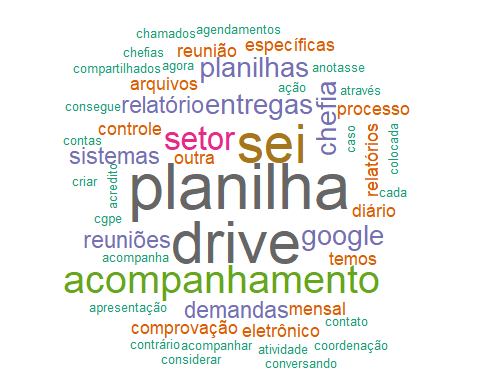 chamados agendamentos
chefias reunião específicas
compartilhados agora planilhas anotasse
arquivos ação através
consegue relatório entregas chefia processo
contas controle setor sei caso colocada
sistemas outra relatórios
criar acredito planilha cada
cgpe diário
reuniões drive google
acompanha temos
acompanhamento
apresentação demandas mensal
comprovação eletrônico contato
contrário acompanhar atividade coordenação
considerar conversando